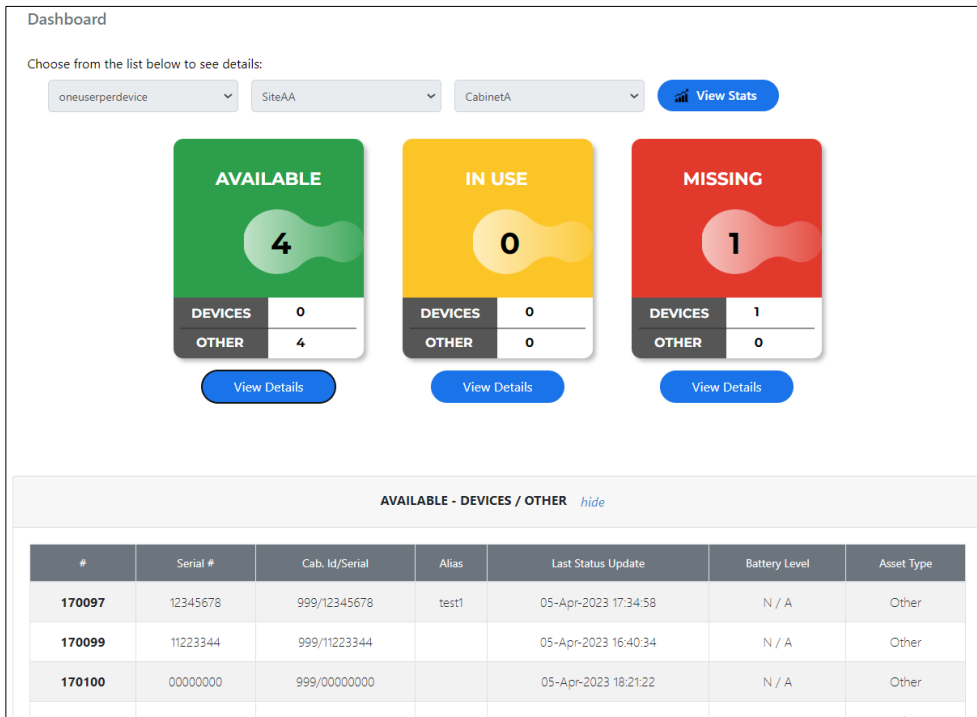 Dashboard
Choose from the list below to see details:
oneuserperdevice SiteAA CabinetA View Stats
AVAILABLE IN USE MISSING
4 0 1
DEVICES 0 DEVICES 0 DEVICES 1
OTHER 4 OTHER 0 OTHER 0
View Details View Details View Details
AVAILABLE - DEVICES / OTHER hide
# Serial # Cab. Id/Serial Alias Last Status Update Battery Level Asset Type
170097 12345678 999/12345678 test1 05-Apr-2023 17:34:58 N / A Other
170099 11223344 999/11223344 05-Apr-2023 16:40:34 N / A Other
170100 00000000 999/00000000 05-Apr-2023 18:21:22 N / A Other